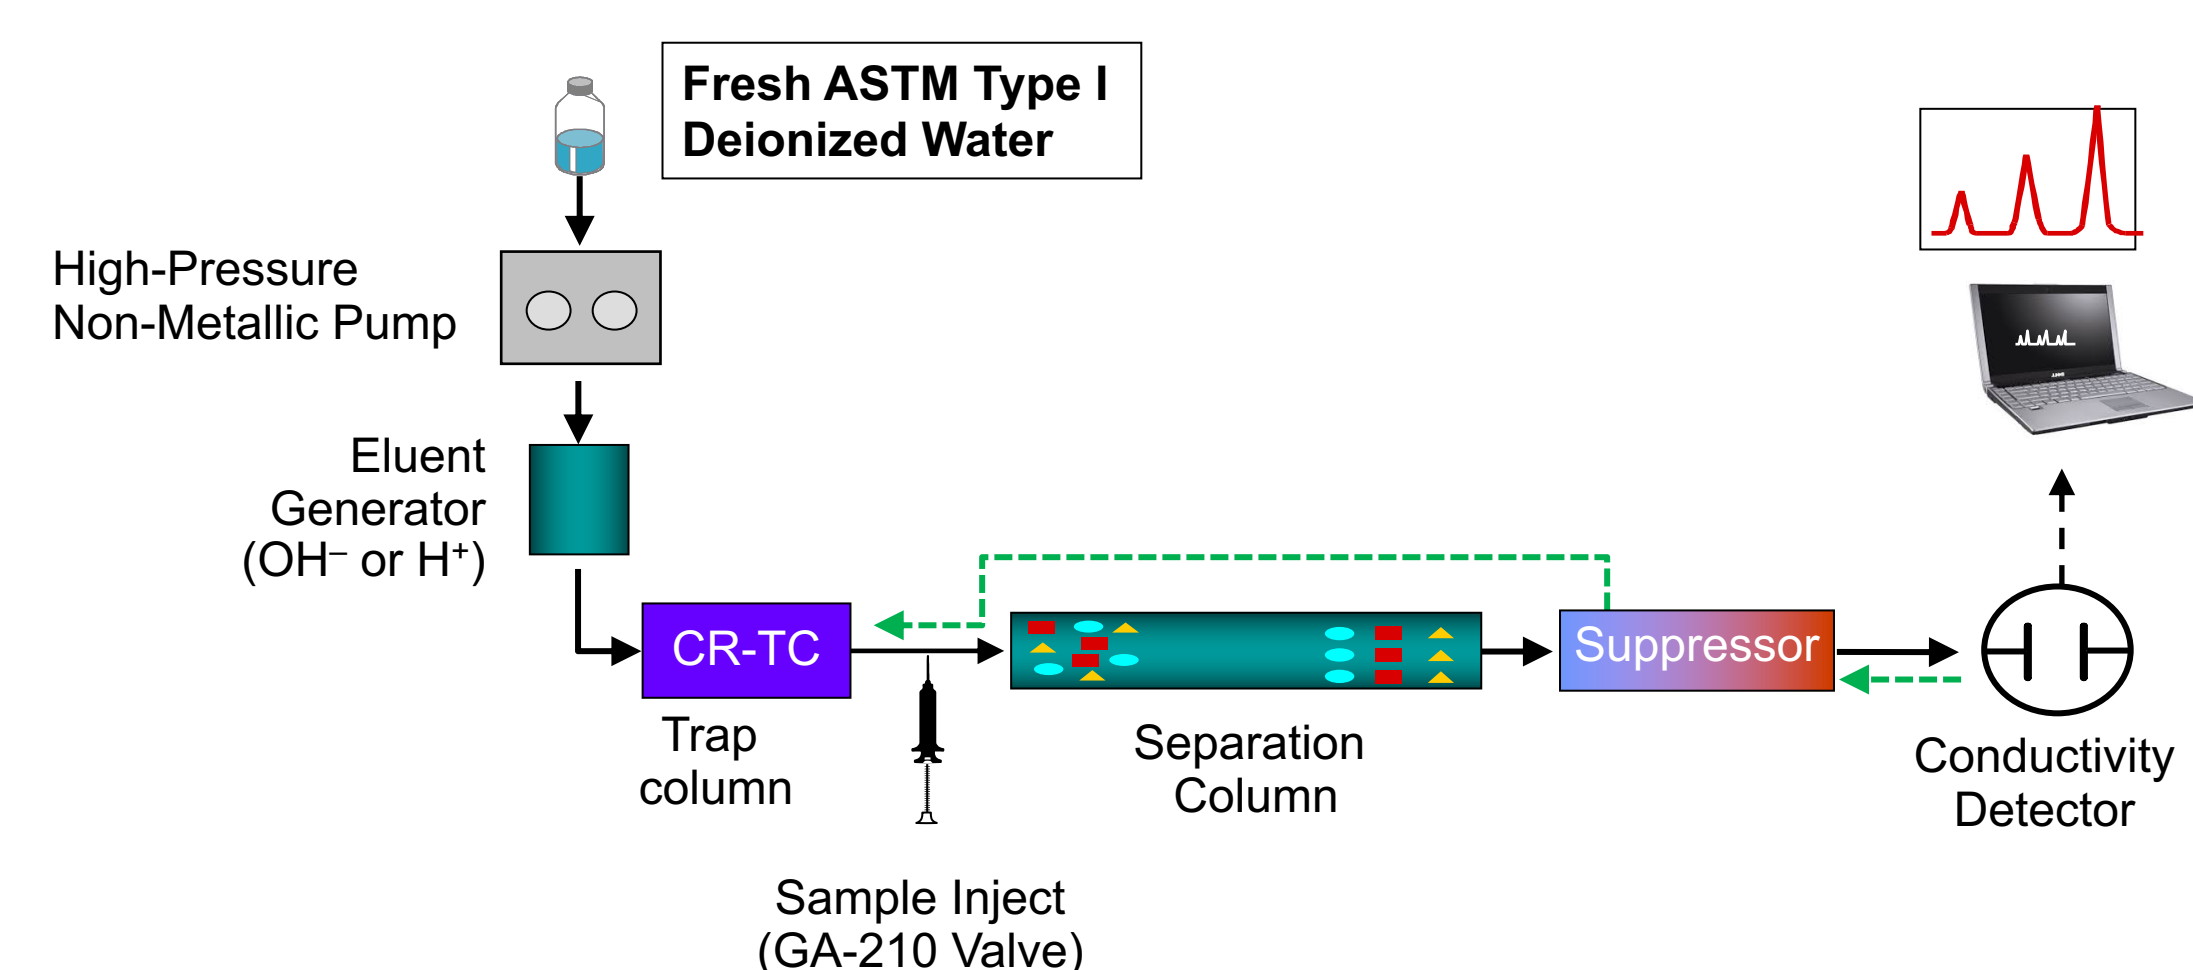 Fresh ASTM Type I
Deionized Water
High-Pressure
Non-Metallic Pump
Eluent
Generator
(OH– or H+)
CR-TC
Suppressor
Trap
column
Separation
Column
Conductivity
Detector
Sample Inject
(GA-210 Valve)